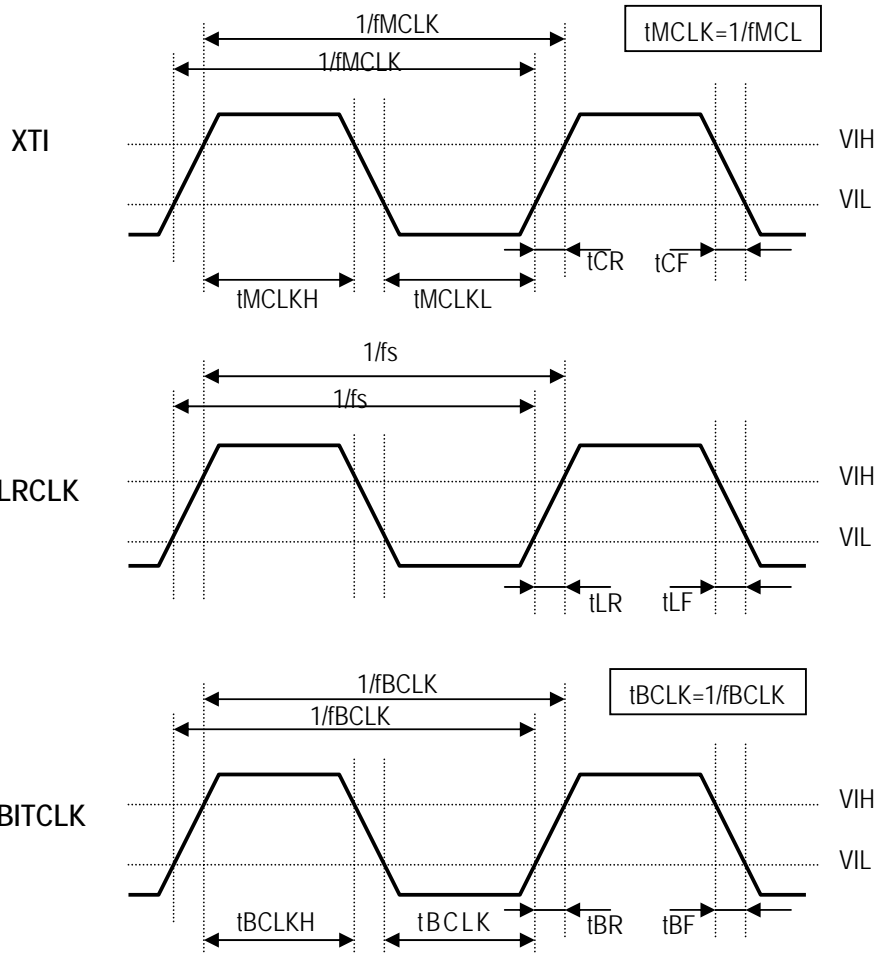 1/fMCLK
tMCLK=1/fMCL
1/fMCLK
XTI
VIH
VIL
tCR
tCF
tMCLKH
tMCLKL
1/fs
1/fs
LRCLK
VIH
VIL
tLR
tLF
1/fBCLK
tBCLK=1/fBCLK
1/fBCLK
BITCLK
VIH
VIL
tBCLKH
tBCLK
tBR
tBF